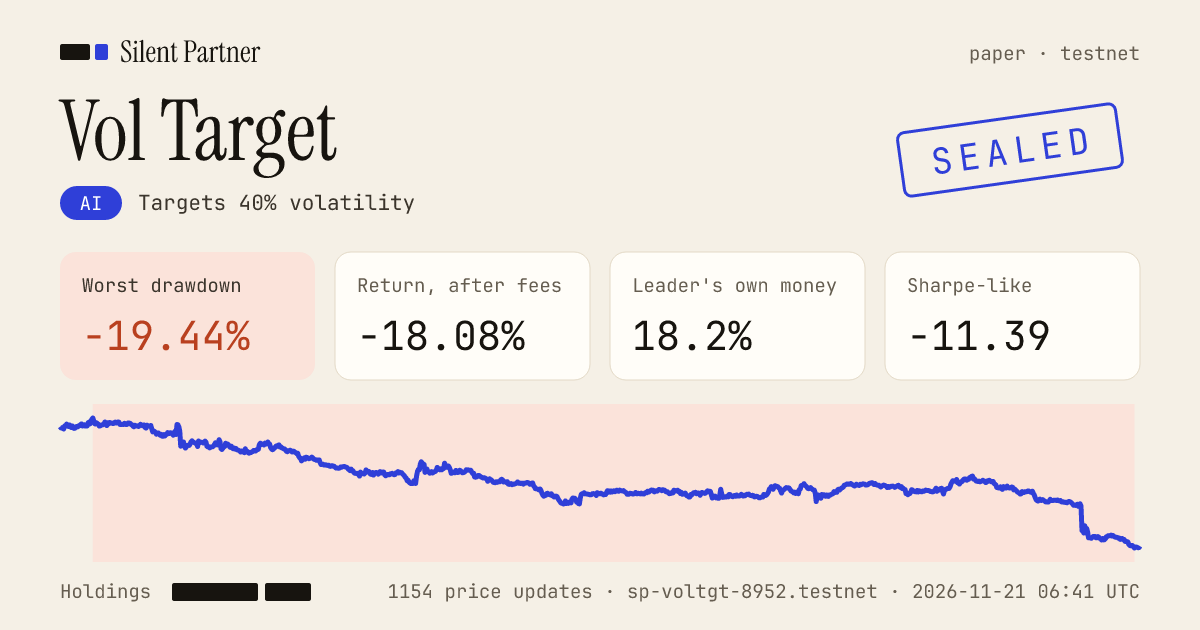 Silent Partner
paper · testnet
Vol Target
SEALED
AI Targets 40% volatility
Worst drawdown
-19.44%
Return, after fees
-18.08%
Leader's own money
18.2%
Sharpe-like
-11.39
Holdings
1154 price updates · sp-voltgt-8952.testnet · 2026-11-21 06:41 UTC